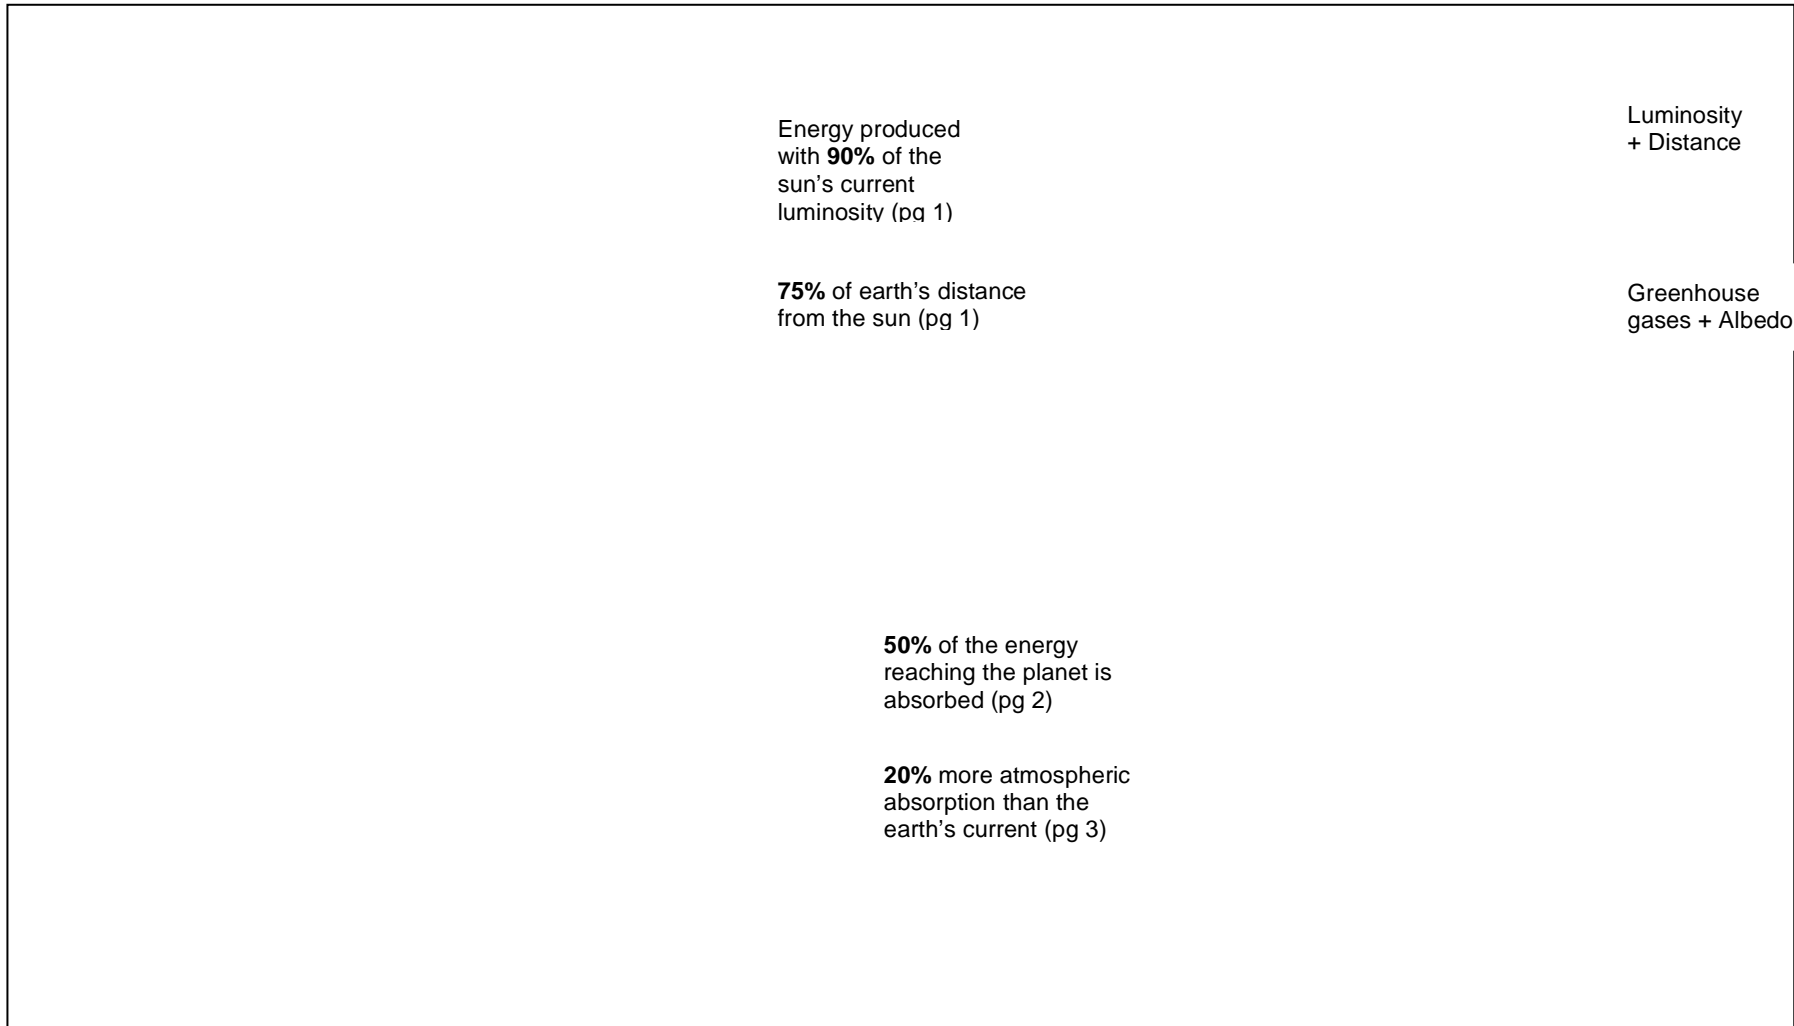 Energy produced
with 90% of the
sun’s current
luminosity (pg 1)
75% of earth’s distance
from the sun (pg 1)
Luminosity
+ Distance
Greenhouse
gases + Albedo
50% of the energy
reaching the planet is
absorbed (pg 2)
20% more atmospheric
absorption than the
earth’s current (pg 3)